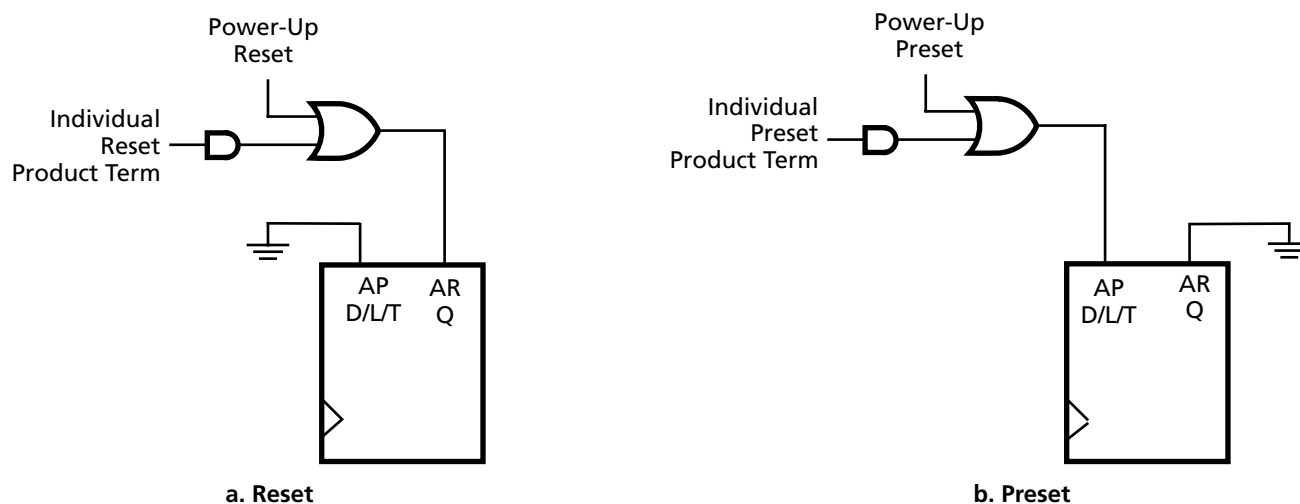 Power-Up
Reset
Individual
Reset
Product Term
AP
AR
D/L/T
Q
a. Reset
Power-Up
Preset
Individual
Preset
Product Term
AP
AR
D/L/T
Q
b. Preset